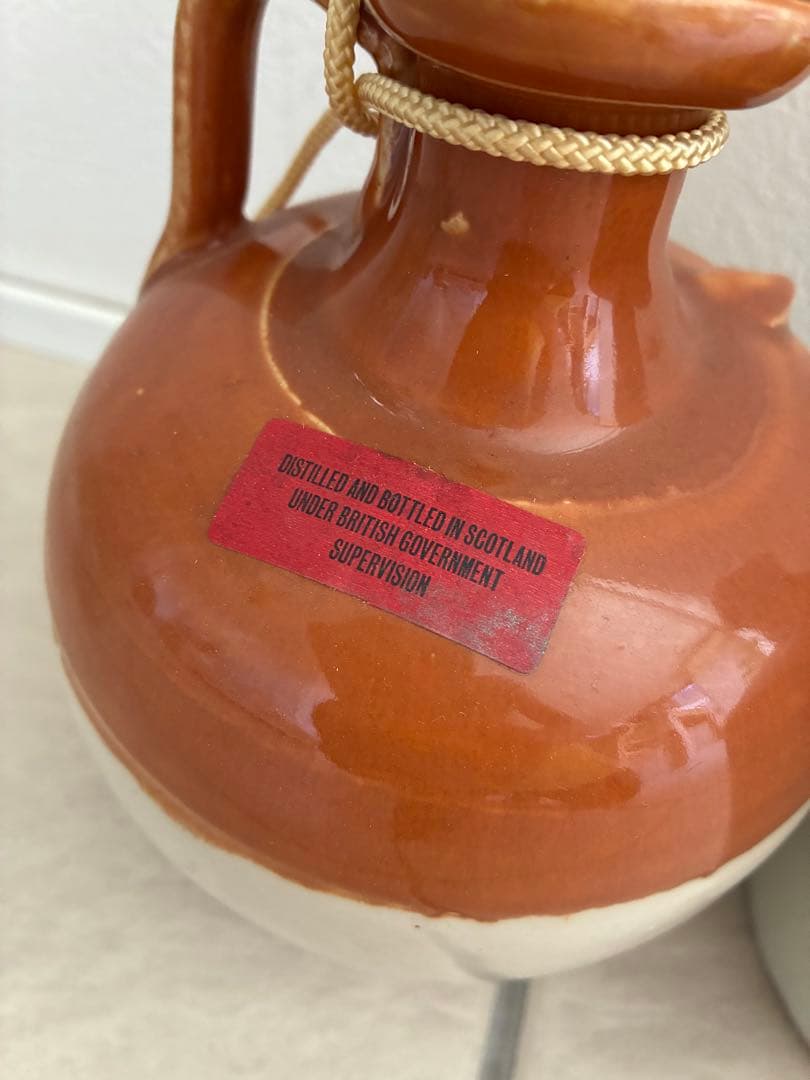 DISTILLED AND BOTTLED IN SCOTLAND
UNDER BRITISH GOVERNMENT
SUPERVISION